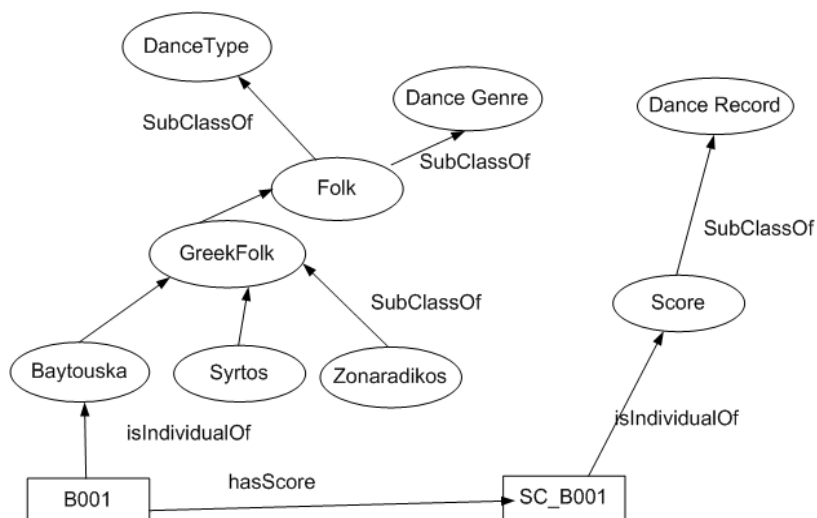 DanceType
Dance Genre
Dance Record
SubClassOf
SubClassOf
Folk
SubClassOf
GreekFolk
SubClassOf
Score
Baytouska
Syrtos
Zonaradikos
isIndividualOf
isIndividualOf
hasScore
B001
SC_B001